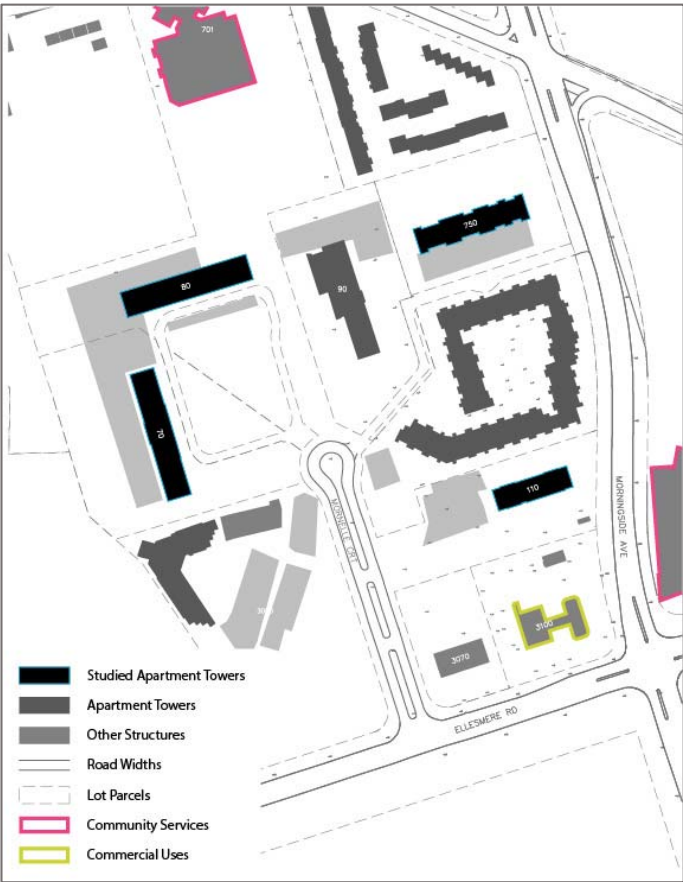 701
750
80
90
70
110
MORNELLE CRT
MORNINGSIDE AVE
3100
3070
ELLESMERE RD
Studied Apartment Towers
Apartment Towers
Other Structures
Road Widths
Lot Parcels
Community Services
Commercial Uses